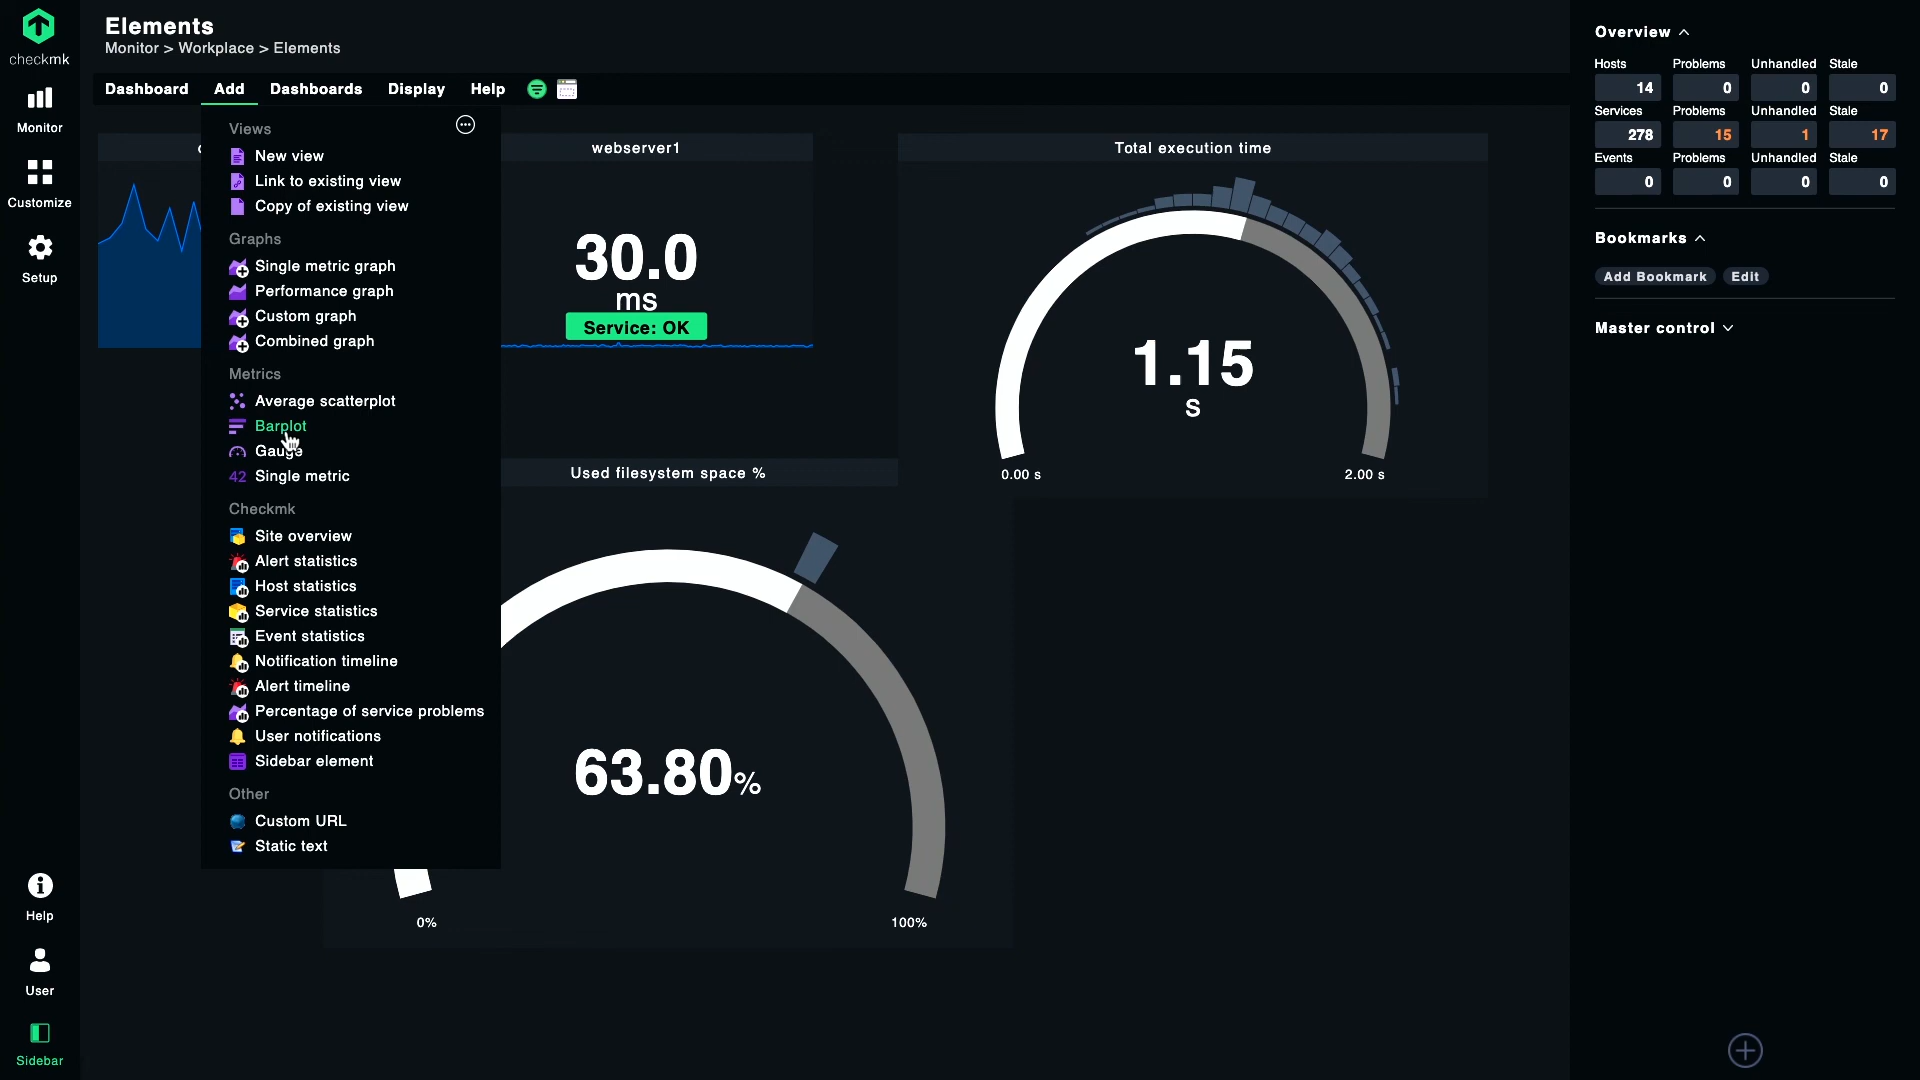 checkmk
Monitor
Customize
Setup
Help
User
Sidebar
Elements
Monitor > Workplace > Elements
Dashboard Add Dashboards Display Help
Views
New view
Link to existing view
Copy of existing view
Graphs
Single metric graph
Performance graph
Custom graph
Combined graph
Metrics
Average scatterplot
Barplot
Gauge
42 Single metric
Checkmk
Site overview
Alert statistics
Host statistics
Service statistics
Event statistics
Notification timeline
Alert timeline
Percentage of service problems
User notifications
Sidebar element
Other
Custom URL
Static text
webserver1
30.0
ms
Service: OK
Total execution time
1.15
s
0.00 s 2.00 s
Used filesystem space %
63.80%
0% 100%
Overview
Hosts Problems Unhandled Stale
14 0 0 0
Services Problems Unhandled Stale
278 15 1 17
Events Problems Unhandled Stale
0 0 0 0
Bookmarks
Add Bookmark Edit
Master control